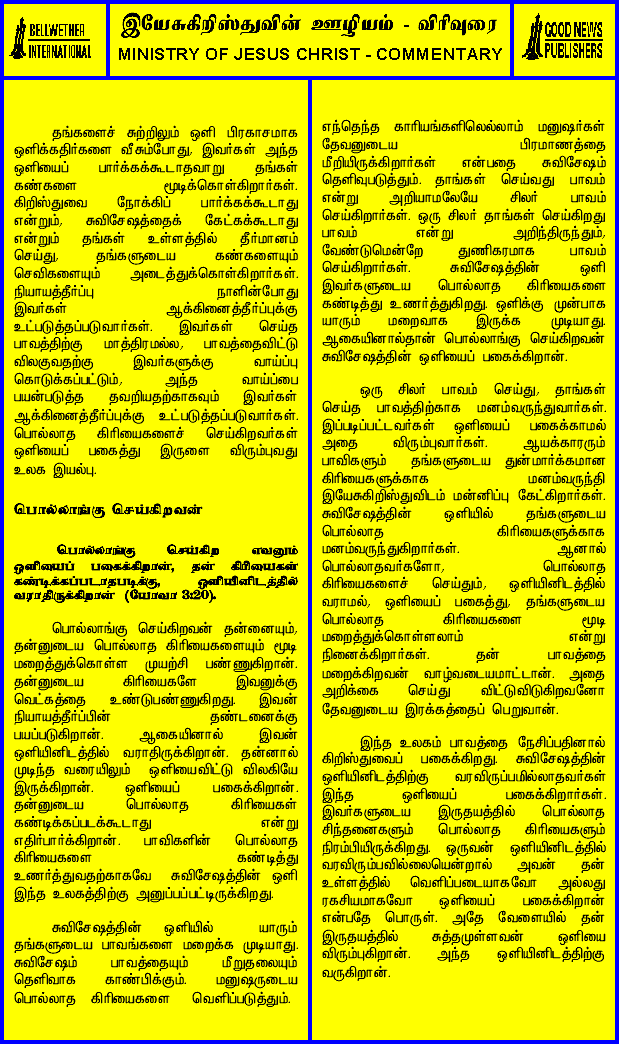 BELLWETHER
INTERNATIONAL
இயேசுகிறிஸ்துவின் ஊழியம் - விரிவுரை
MINISTRY OF JESUS CHRIST - COMMENTARY
GOOD NEWS
PUBLISHERS
தங்களைச் சுற்றிலும் ஒளி பிரகாசமாக
ஒளிக்கதிர்களை வீசும்போது, இவர்கள் அந்த
ஒளியைப் பார்க்கக்கூடாதவாறு தங்கள்
கண்களை மூடிக்கொள்கிறார்கள்.
கிறிஸ்துவை நோக்கிப் பார்க்கக்கூடாது
என்றும், சுவிசேஷத்தைக் கேட்கக்கூடாது
என்றும் தங்கள் உள்ளத்தில் தீர்மானம்
செய்து, தங்களுடைய கண்களையும்
செவிகளையும் அடைத்துக்கொள்கிறார்கள்.
நியாயத்தீர்ப்பு நாளின்போது
இவர்கள் ஆக்கினைத்தீர்ப்புக்கு
உட்படுத்தப்படுவார்கள். இவர்கள் செய்த
பாவத்திற்கு மாத்திரமல்ல, பாவத்தைவிட்டு
விலகுவதற்கு இவர்களுக்கு வாய்ப்பு
கொடுக்கப்பட்டும், அந்த வாய்ப்பை
பயன்படுத்த தவறியதற்காகவும் இவர்கள்
ஆக்கினைத்தீர்ப்புக்கு உட்படுத்தப்படுவார்கள்.
பொல்லாத கிரியைகளைச் செய்கிறவர்கள்
ஒளியைப் பகைத்து இருளை விரும்புவது
உலக இயல்பு.
பொல்லாங்கு செய்கிறவன்
பொல்லாங்கு செய்கிற எவனும்
ஒளியைப் பகைக்கிறான், தன் கிரியைகள்
கண்டிக்கப்படாதபடிக்கு, ஒளியினிடத்தில்
வராதிருக்கிறான் (யோவா 3:20).
பொல்லாங்கு செய்கிறவன் தன்னையும்,
தன்னுடைய பொல்லாத கிரியைகளையும் மூடி
மறைத்துக்கொள்ள முயற்சி பண்ணுகிறான்.
தன்னுடைய கிரியைகளே இவனுக்கு
வெட்கத்தை உண்டுபண்ணுகிறது. இவன்
நியாயத்தீர்ப்பின் தண்டனைக்கு
பயப்படுகிறான். ஆகையினால் இவன்
ஒளியினிடத்தில் வராதிருக்கிறான். தன்னால்
முடிந்த வரையிலும் ஒளியைவிட்டு விலகியே
இருக்கிறான். ஒளியைப் பகைக்கிறான்.
தன்னுடைய பொல்லாத கிரியைகள்
கண்டிக்கப்படக்கூடாது என்று
எதிர்பார்க்கிறான். பாவிகளின் பொல்லாத
கிரியைகளை கண்டித்து
உணர்த்துவதற்காகவே சுவிசேஷத்தின் ஒளி
இந்த உலகத்திற்கு அனுப்பப்பட்டிருக்கிறது.
சுவிசேஷத்தின் ஒளியில் யாரும்
தங்களுடைய பாவங்களை மறைக்க முடியாது.
சுவிசேஷம் பாவத்தையும் மீறுதலையும்
தெளிவாக காண்பிக்கும். மனுஷருடைய
பொல்லாத கிரியைகளை வெளிப்படுத்தும்.
எந்தெந்த காரியங்களிலெல்லாம் மனுஷர்கள்
தேவனுடைய பிரமாணத்தை
மீறியிருக்கிறார்கள் என்பதை சுவிசேஷம்
தெளிவுபடுத்தும். தாங்கள் செய்வது பாவம்
என்று அறியாமலேயே சிலர் பாவம்
செய்கிறார்கள். ஒரு சிலர் தாங்கள் செய்கிறது
பாவம் என்று அறிந்திருந்தும்,
வேண்டுமென்றே துணிகரமாக பாவம்
செய்கிறார்கள். சுவிசேஷத்தின் ஒளி
இவர்களுடைய பொல்லாத கிரியைகளை
கண்டித்து உணர்த்துகிறது. ஒளிக்கு முன்பாக
யாரும் மறைவாக இருக்க முடியாது.
ஆகையினால்தான் பொல்லாங்கு செய்கிறவன்
சுவிசேஷத்தின் ஒளியைப் பகைக்கிறான்.
ஒரு சிலர் பாவம் செய்து, தாங்கள்
செய்த பாவத்திற்காக மனம்வருந்துவார்கள்.
இப்படிப்பட்டவர்கள் ஒளியைப் பகைக்காமல்
அதை விரும்புவார்கள். ஆயக்காரரும்
பாவிகளும் தங்களுடைய துன்மார்க்கமான
கிரியைகளுக்காக மனம்வருந்தி
இயேசுகிறிஸ்துவிடம் மன்னிப்பு கேட்கிறார்கள்.
சுவிசேஷத்தின் ஒளியில் தங்களுடைய
பொல்லாத கிரியைகளுக்காக
மனம்வருந்துகிறார்கள். ஆனால்
பொல்லாதவர்களோ, பொல்லாத
கிரியைகளைச் செய்தும், ஒளியினிடத்தில்
வராமல், ஒளியைப் பகைத்து, தங்களுடைய
பொல்லாத கிரியைகளை மூடி
மறைத்துக்கொள்ளலாம் என்று
நினைக்கிறார்கள். தன் பாவத்தை
மறைக்கிறவன் வாழ்வடையமாட்டான். அதை
அறிக்கை செய்து விட்டுவிடுகிறவனோ
தேவனுடைய இரக்கத்தைப் பெறுவான்.
இந்த உலகம் பாவத்தை நேசிப்பதினால்
கிறிஸ்துவைப் பகைக்கிறது. சுவிசேஷத்தின்
ஒளியினிடத்திற்கு வரவிருப்பமில்லாதவர்கள்
இந்த ஒளியைப் பகைக்கிறார்கள்.
இவர்களுடைய இருதயத்தில் பொல்லாத
சிந்தனைகளும் பொல்லாத கிரியைகளும்
நிரம்பியிருக்கிறது. ஒருவன் ஒளியினிடத்தில்
வரவிரும்பவில்லையென்றால் அவன் தன்
உள்ளத்தில் வெளிப்படையாகவோ அல்லது
ரகசியமாகவோ ஒளியைப் பகைக்கிறான்
என்பதே பொருள். அதே வேளையில் தன்
இருதயத்தில் சுத்தமுள்ளவன் ஒளியை
விரும்புகிறான். அந்த ஒளியினிடத்திற்கு
வருகிறான்.